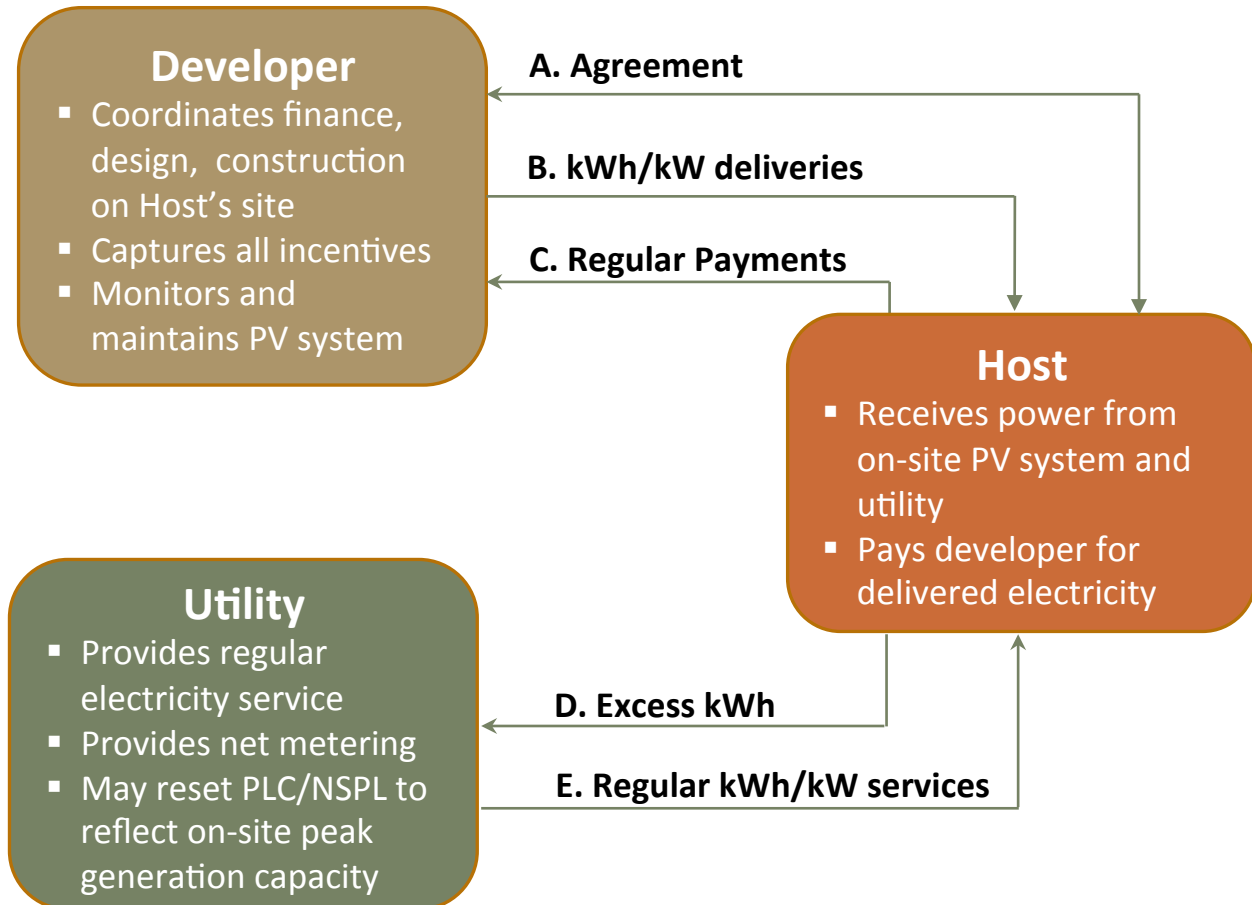 Developer
▪ Coordinates finance,
design, construction
on Host's site
▪ Captures all incentives
▪ Monitors and
maintains PV system
A. Agreement
B. kWh/kW deliveries
C. Regular Payments
Host
▪ Receives power from
on-site PV system and
utility
▪ Pays developer for
delivered electricity
Utility
▪ Provides regular
electricity service
▪ Provides net metering
▪ May reset PLC/NSPL to
reflect on-site peak
generation capacity
D. Excess kWh
E. Regular kWh/kW services